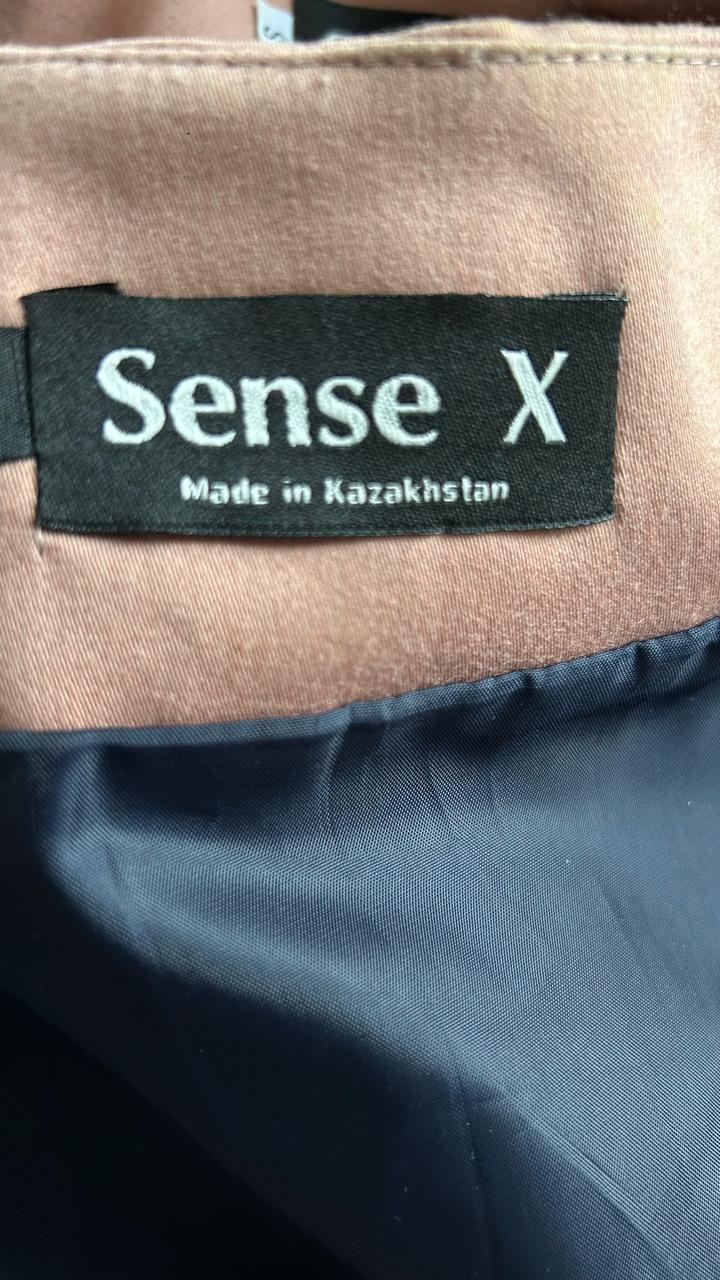 S
Sense X
Made in Kazakhstan